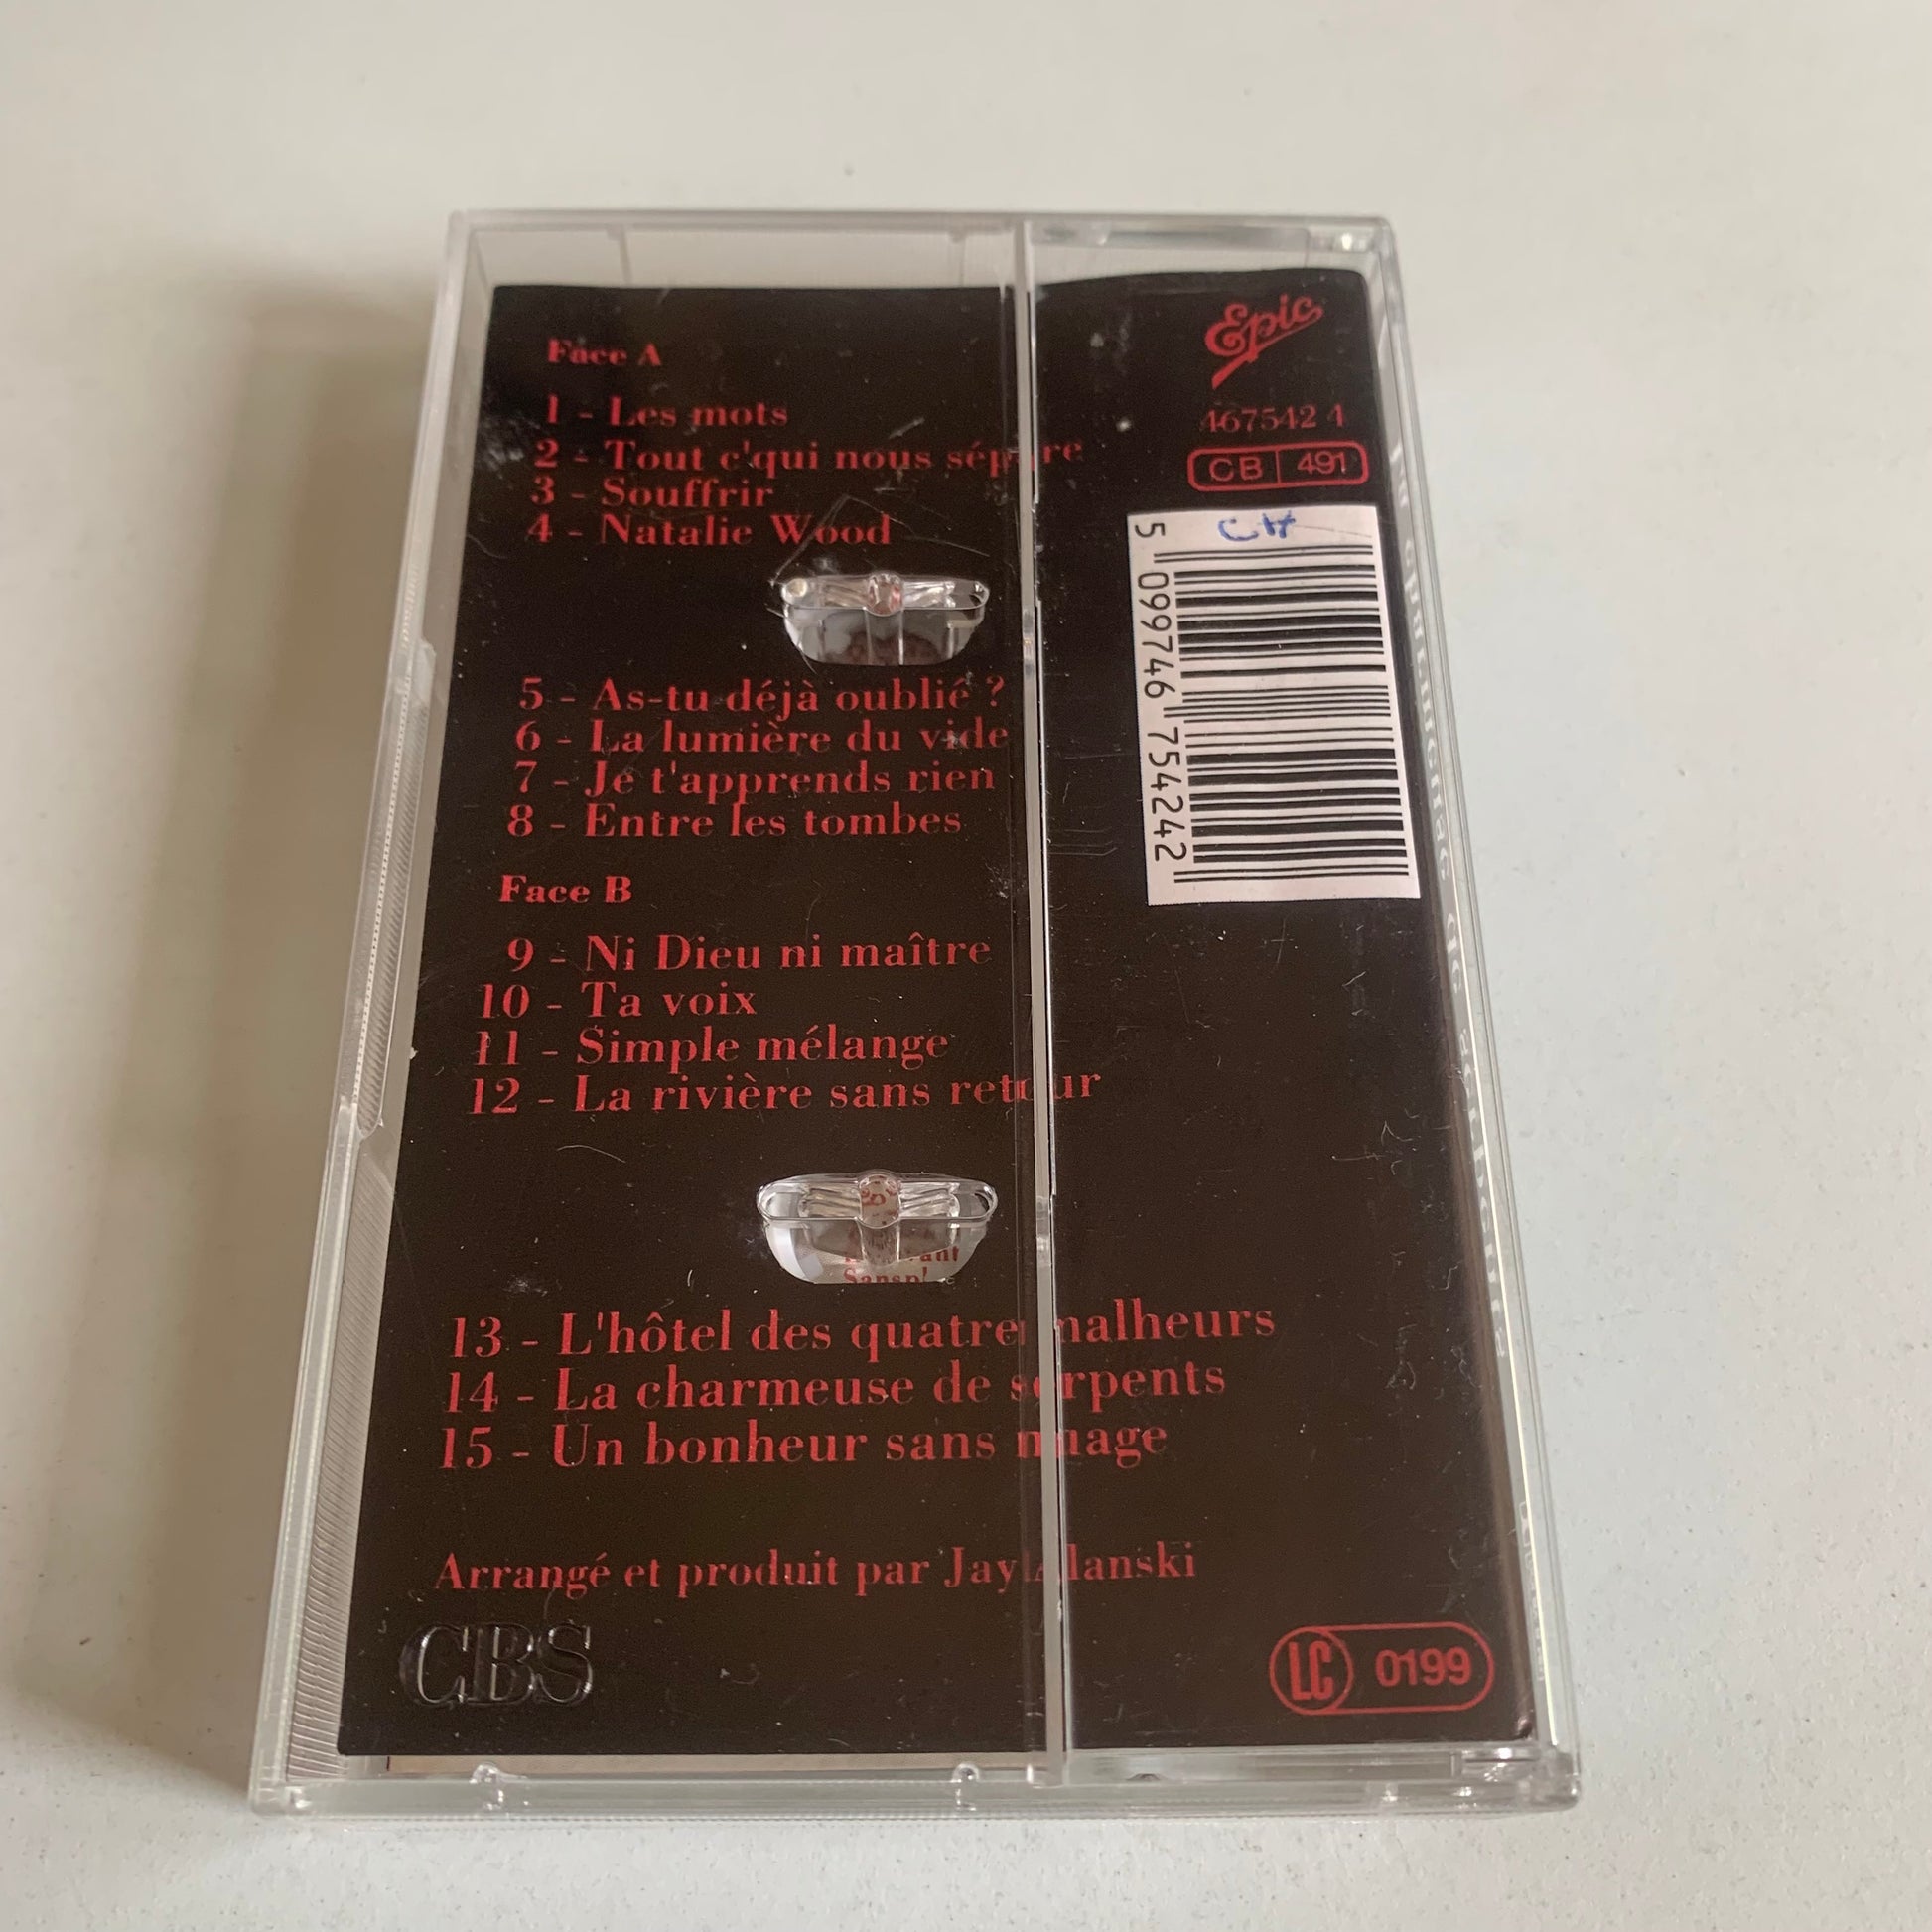 Face A
1 - Les mots
2 - Tout c'qui nous sépare
3 - Souffrir
4 - Natalie Wood
5 - As-tu déjà oublié ?
6 - La lumière du vide
7 - Je t'apprends rien
8 - Entre les tombes
Face B
9 - Ni Dieu ni maître
10 - Ta voix
11 - Simple mélange
12 - La rivière sans retour
13 - L'hôtel des quatre malheurs
14 - La charmeuse de serpents
15 - Un bonheur sans nuage
Arrangé et produit par Jay Alanski
CBS
Epic
467542 4
CB 491
CH
5 099746 754242
LC 0199